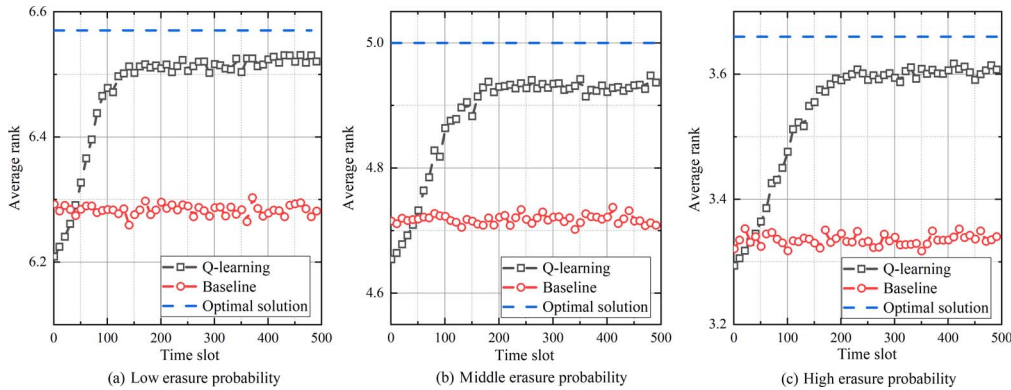 6.6
6.4
6.2
Average rank
0
100
200
300
400
500
Time slot
Q-learning
Baseline
Optimal solution
(a) Low erasure probability
5.0
4.8
4.6
Average rank
0
100
200
300
400
500
Time slot
Q-learning
Baseline
Optimal solution
(b) Middle erasure probability
3.6
3.4
3.2
Average rank
0
100
200
300
400
500
Time slot
Q-learning
Baseline
Optimal solution
(c) High erasure probability